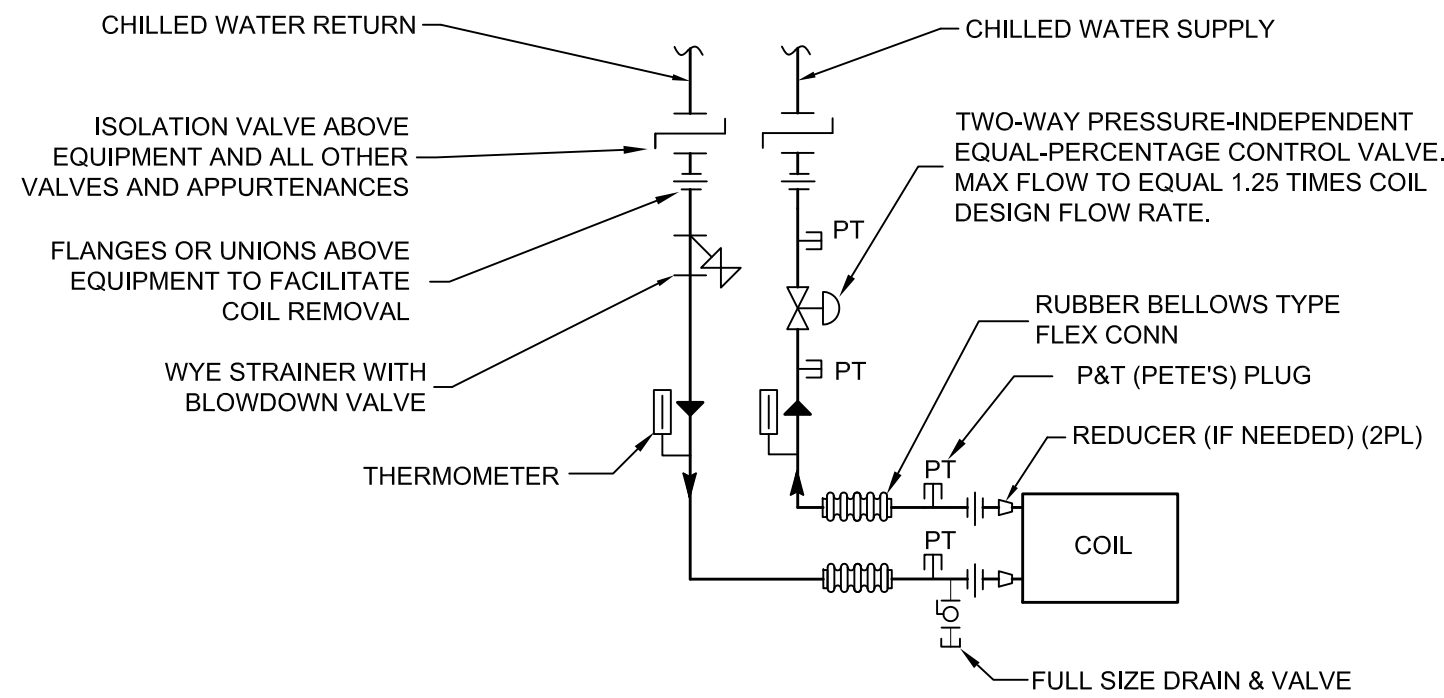 CHILLED WATER RETURN
CHILLED WATER SUPPLY
ISOLATION VALVE ABOVE
EQUIPMENT AND ALL OTHER
VALVES AND APPURTENANCES
TWO-WAY PRESSURE-INDEPENDENT
EQUAL-PERCENTAGE CONTROL VALVE.
MAX FLOW TO EQUAL 1.25 TIMES COIL
DESIGN FLOW RATE.
PT
FLANGES OR UNIONS ABOVE
EQUIPMENT TO FACILITATE
COIL REMOVAL
RUBBER BELLOWS TYPE
FLEX CONN
WYE STRAINER WITH
BLOWDOWN VALVE
PT
P&T (PETE'S) PLUG
REDUCER (IF NEEDED) (2PL)
THERMOMETER
PT
PT
COIL
FULL SIZE DRAIN & VALVE